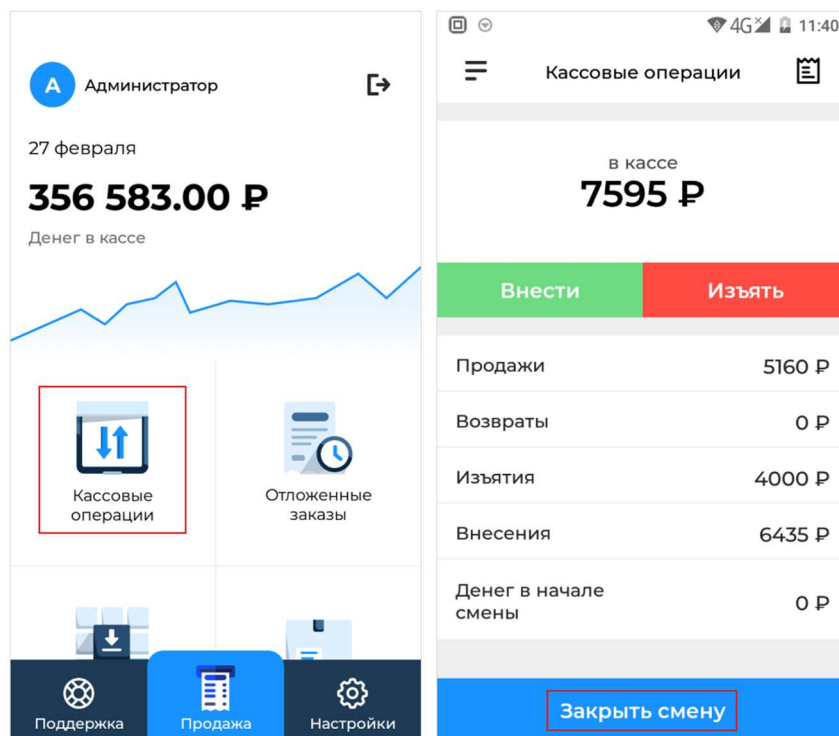 А Администратор
27 февраля
356 583.00 ₽
Денег в кассе
Кассовые
операции
Отложенные
заказы
Поддержка
Продажа
Настройки
4G 11:40
Кассовые операции
в кассе
7595 ₽
Внести
Изъять
Продажи 5160 ₽
Возвраты 0 ₽
Изъятия 4000 ₽
Внесения 6435 ₽
Денег в начале
смены 0 ₽
Закрыть смену